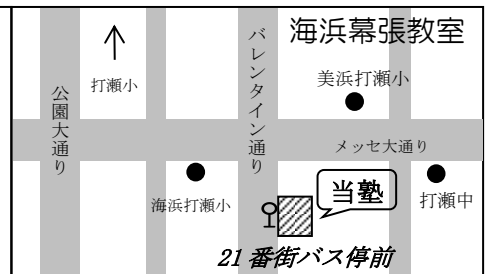 海浜幕張教室
打瀬小
バレンタイン通り
美浜打瀬小
公園大通り
メッセ大通り
海浜打瀬小
当塾
打瀬中
21番街バス停前